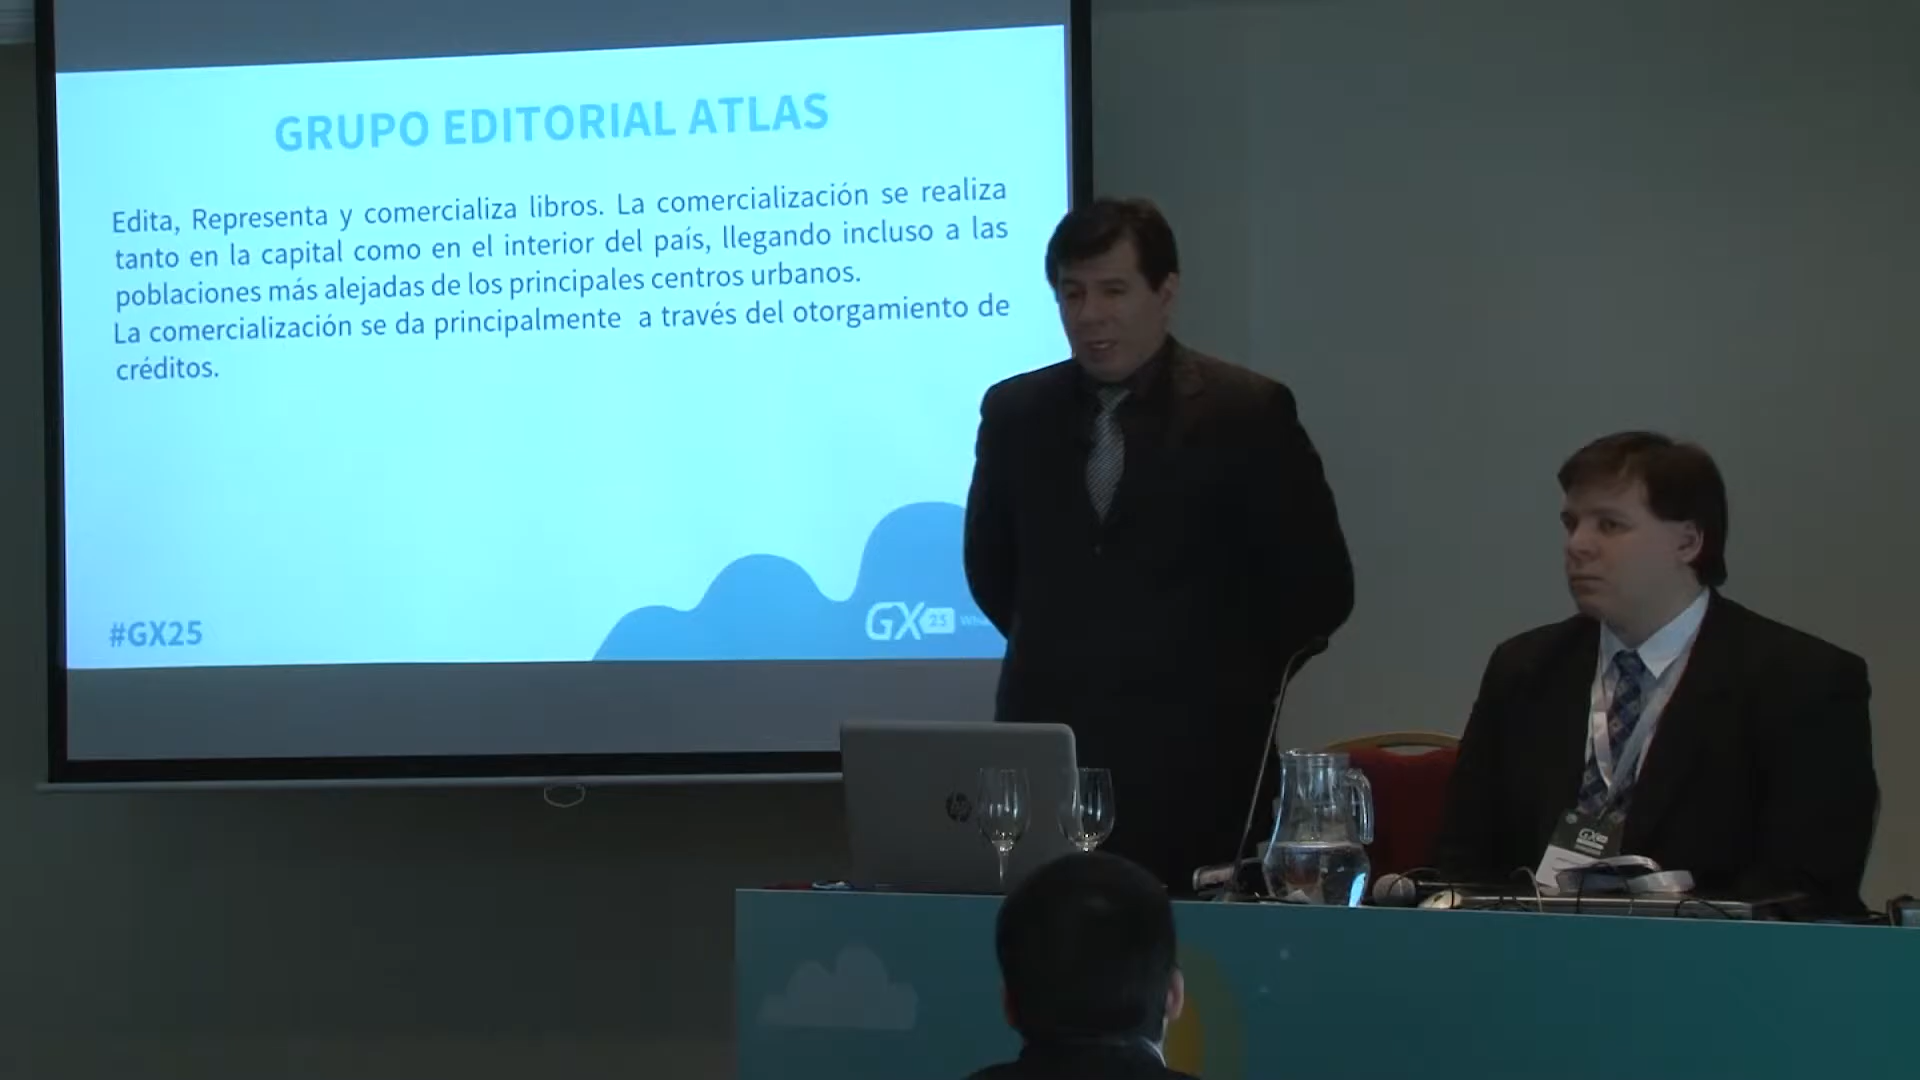 GRUPO EDITORIAL ATLAS
Edita, Representa y comercializa libros. La comercialización se realiza
tanto en la capital como en el interior del país, llegando incluso a las
poblaciones más alejadas de los principales centros urbanos.
La comercialización se da principalmente a través del otorgamiento de
créditos.
#GX25
GX 25
hp
GX